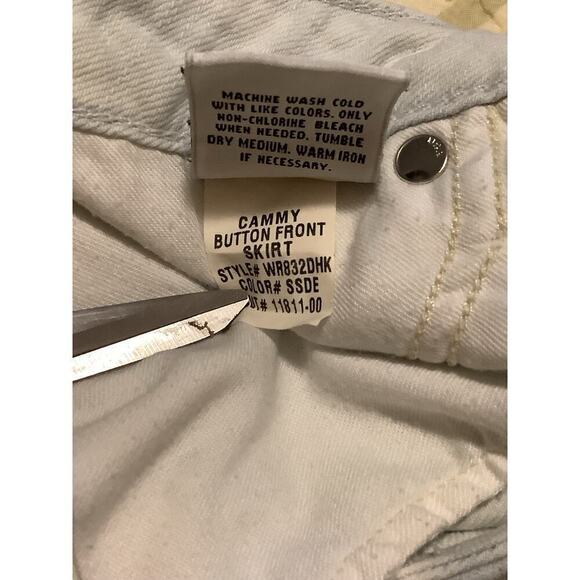 MACHINE WASH COLD
WITH LIKE COLORS. ONLY
NON-CHLORINE BLEACH
WHEN NEEDED. TUMBLE
DRY MEDIUM. WARM IRON
IF NECESSARY.
CAMMY
BUTTON FRONT
SKIRT
STYLE# WR832DHK
COLOR# SSDE
11811-00